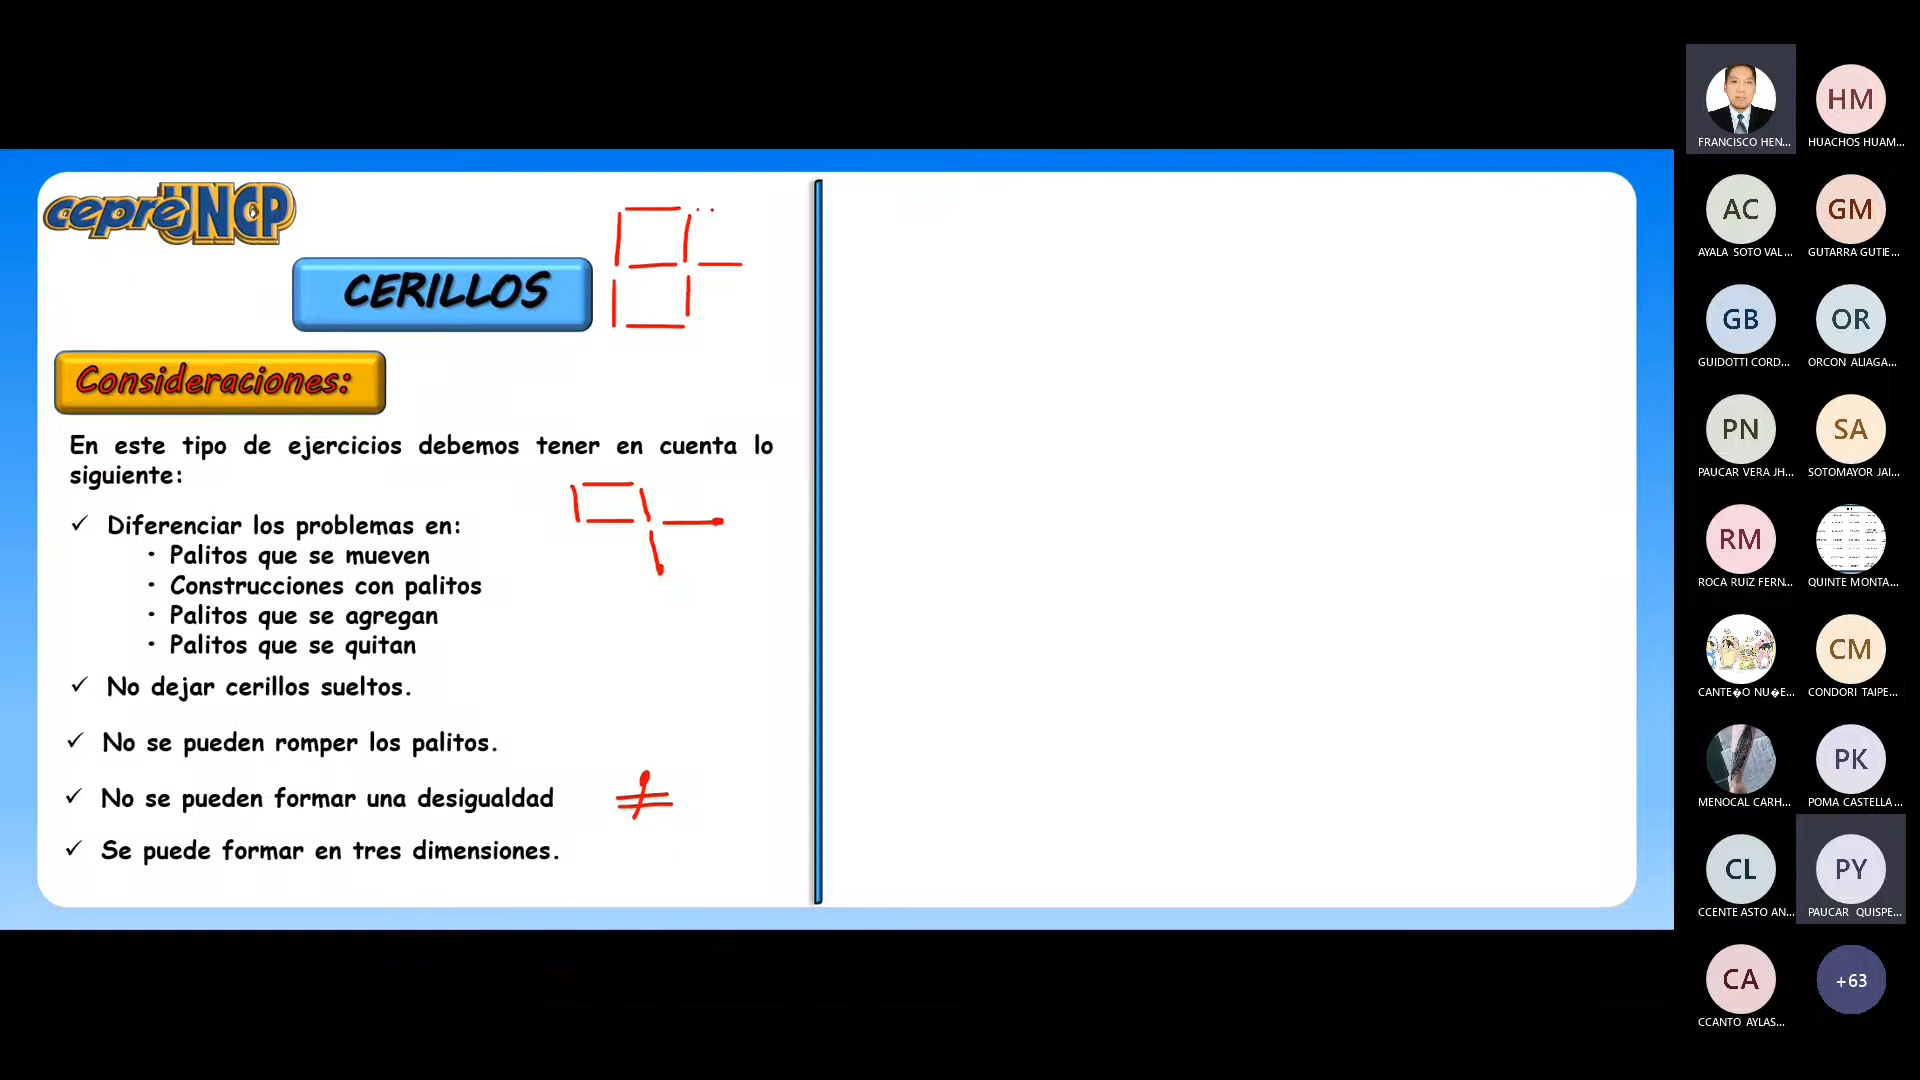 cepreUNCP
CERILLOS
Consideraciones:
En este tipo de ejercicios debemos tener en cuenta lo
siguiente:
✓ Diferenciar los problemas en:
· Palitos que se mueven
· Construcciones con palitos
· Palitos que se agregan
· Palitos que se quitan
✓ No dejar cerillos sueltos.
✓ No se pueden romper los palitos.
✓ No se pueden formar una desigualdad ≠
✓ Se puede formar en tres dimensiones.
FRANCISCO HEN...
HM
HUACHOS HUAM...
AC
AYALA SOTO VAL...
GM
GUTARRA GUTIE...
GB
GUIDOTTI CORD...
OR
ORCON ALIAGA...
PN
PAUCAR VERA JH...
SA
SOTOMAYOR JAI...
RM
ROCA RUIZ FERN...
QUINTE MONTA...
CANTE�O NU�E...
CM
CONDORI TAIPE...
MENOCAL CARH...
PK
POMA CASTELLA...
CL
CCENTE ASTO AN...
PY
PAUCAR QUISPE...
CA
CCANTO AYLAS...
+63